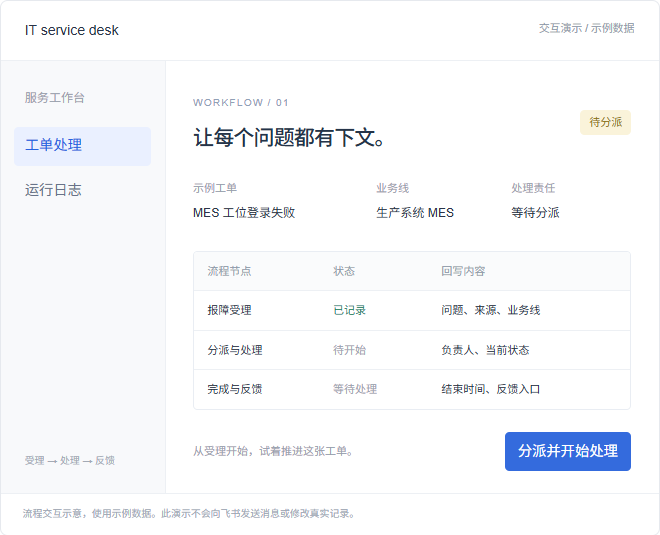 IT service desk
交互演示 / 示例数据
服务工作台
工单处理
运行日志
受理 → 处理 → 反馈
WORKFLOW / 01
让每个问题都有下文。
待分派
示例工单
业务线
处理责任
MES 工位登录失败
生产系统 MES
等待分派
流程节点
状态
回写内容
报障受理
已记录
问题、来源、业务线
分派与处理
待开始
负责人、当前状态
完成与反馈
等待处理
结束时间、反馈入口
从受理开始，试着推进这张工单。
分派并开始处理
流程交互示意，使用示例数据。此演示不会向飞书发送消息或修改真实记录。